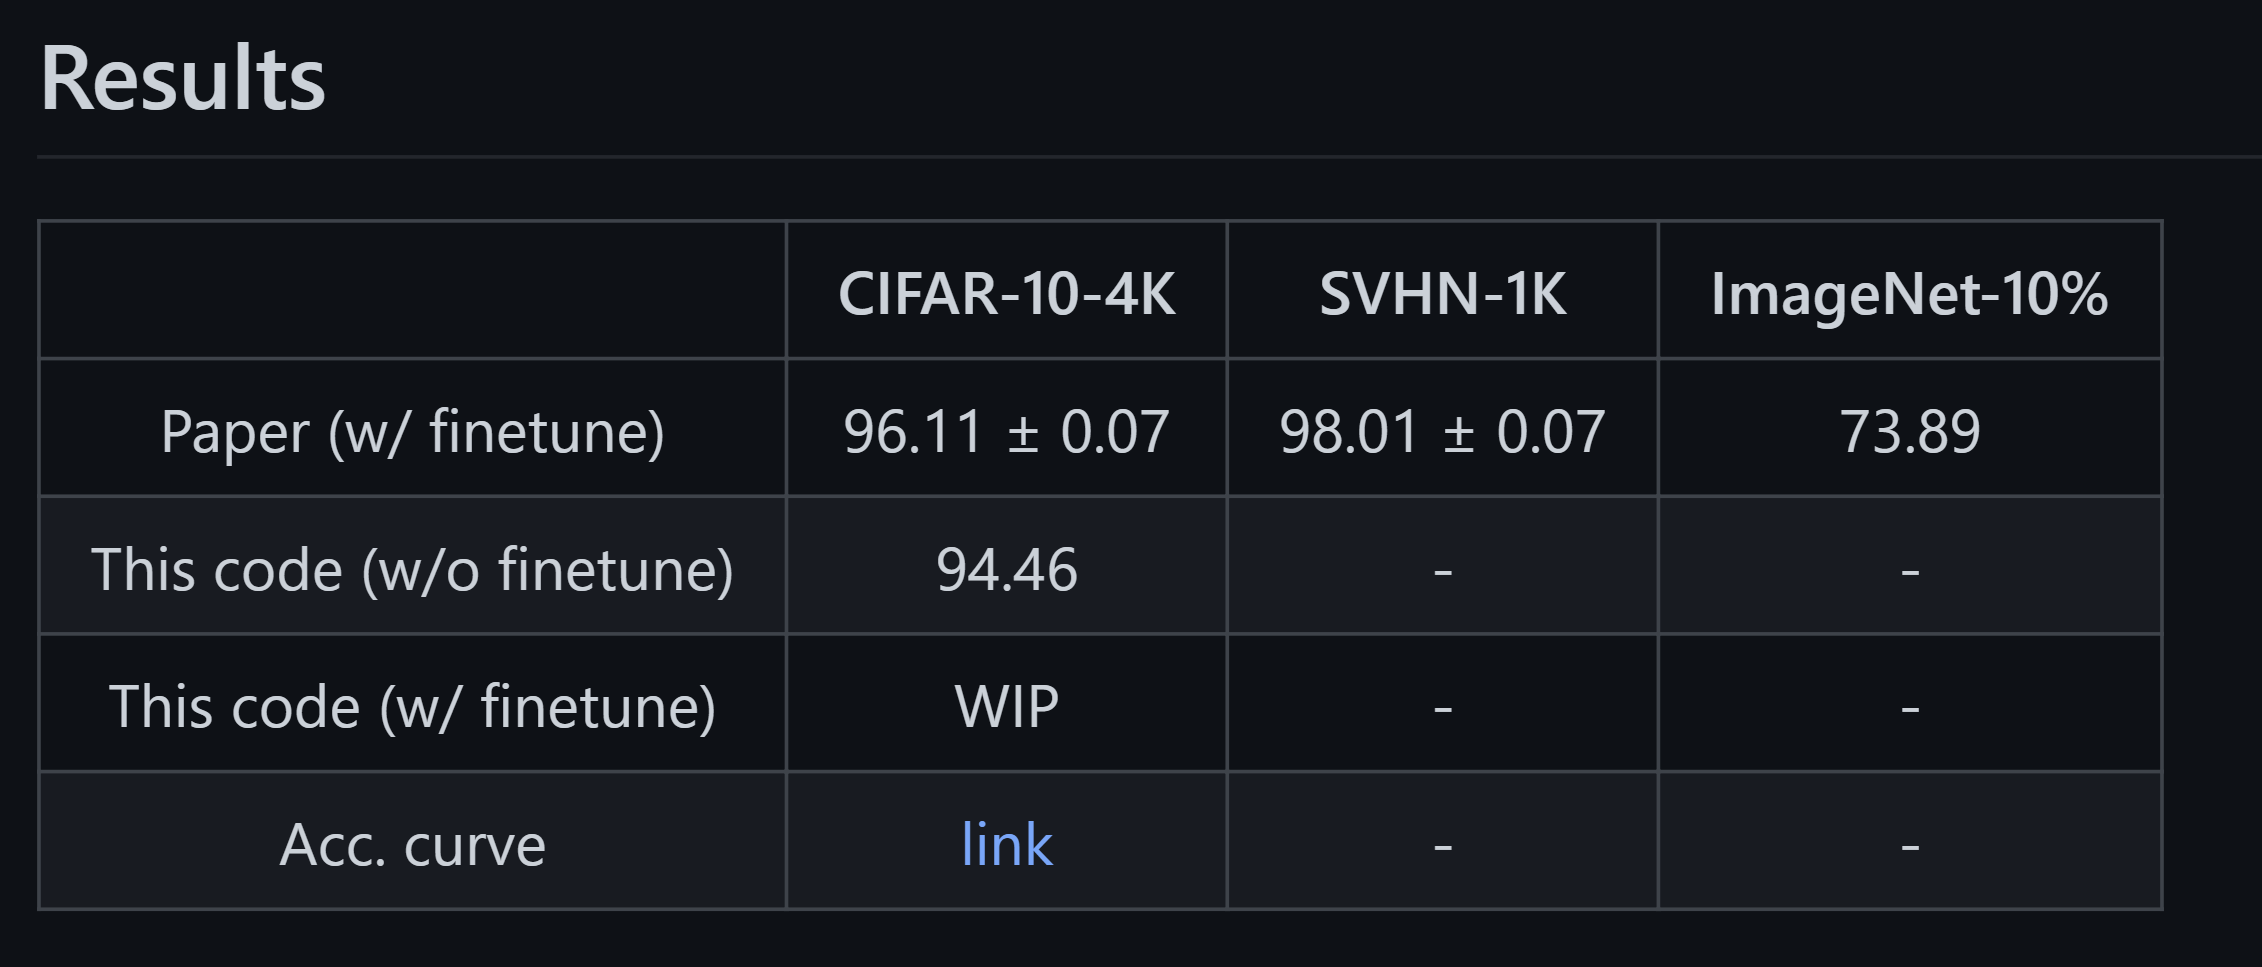 Results
CIFAR-10-4K SVHN-1K ImageNet-10%
Paper (w/ finetune) 96.11 ± 0.07 98.01 ± 0.07 73.89
This code (w/o finetune) 94.46 - -
This code (w/ finetune) WIP - -
Acc. curve link - -